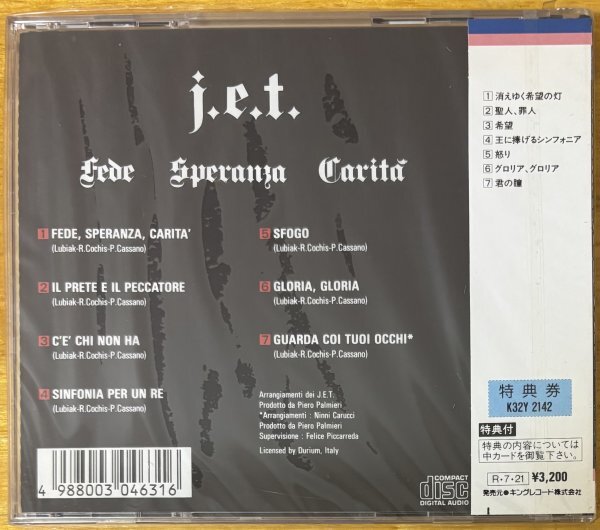 j.e.t.
Fede Speranza Carità
1 FEDE, SPERANZA, CARITA'
(Lubiak-R.Cochis-P.Cassano)
2 IL PRETE E IL PECCATORE
(Lubiak-R.Cochis-P.Cassano)
3 C'E' CHI NON HA
(Lubiak-R.Cochis-P.Cassano)
4 SINFONIA PER UN RE
(Lubiak-R.Cochis-P.Cassano)
5 SFOGO
(Lubiak-R.Cochis-P.Cassano)
6 GLORIA, GLORIA
(Lubiak-R.Cochis-P.Cassano)
7 GUARDA COI TUOI OCCHI*
(Lubiak-R.Cochis-P.Cassano)
Arrangiamenti dei J.E.T.
Prodotto da Piero Palmieri
*Arrangiamenti : Ninni Carucci
Prodotto da Piero Palmieri
Supervisione : Felice Piccarreda
Licensed by Durium, Italy
4 988003 046316
COMPACT
disc
DIGITAL AUDIO
1 消えゆく希望の灯
2 聖人、罪人
3 希望
4 王に捧げるシンフォニア
5 怒り
6 グロリア、グロリア
7 君の瞳
特典券
K32Y 2142
特典付
特典の内容については
中カードを御覧下さい。
R・7・21 ¥3,200
発売元●キングレコード株式会社